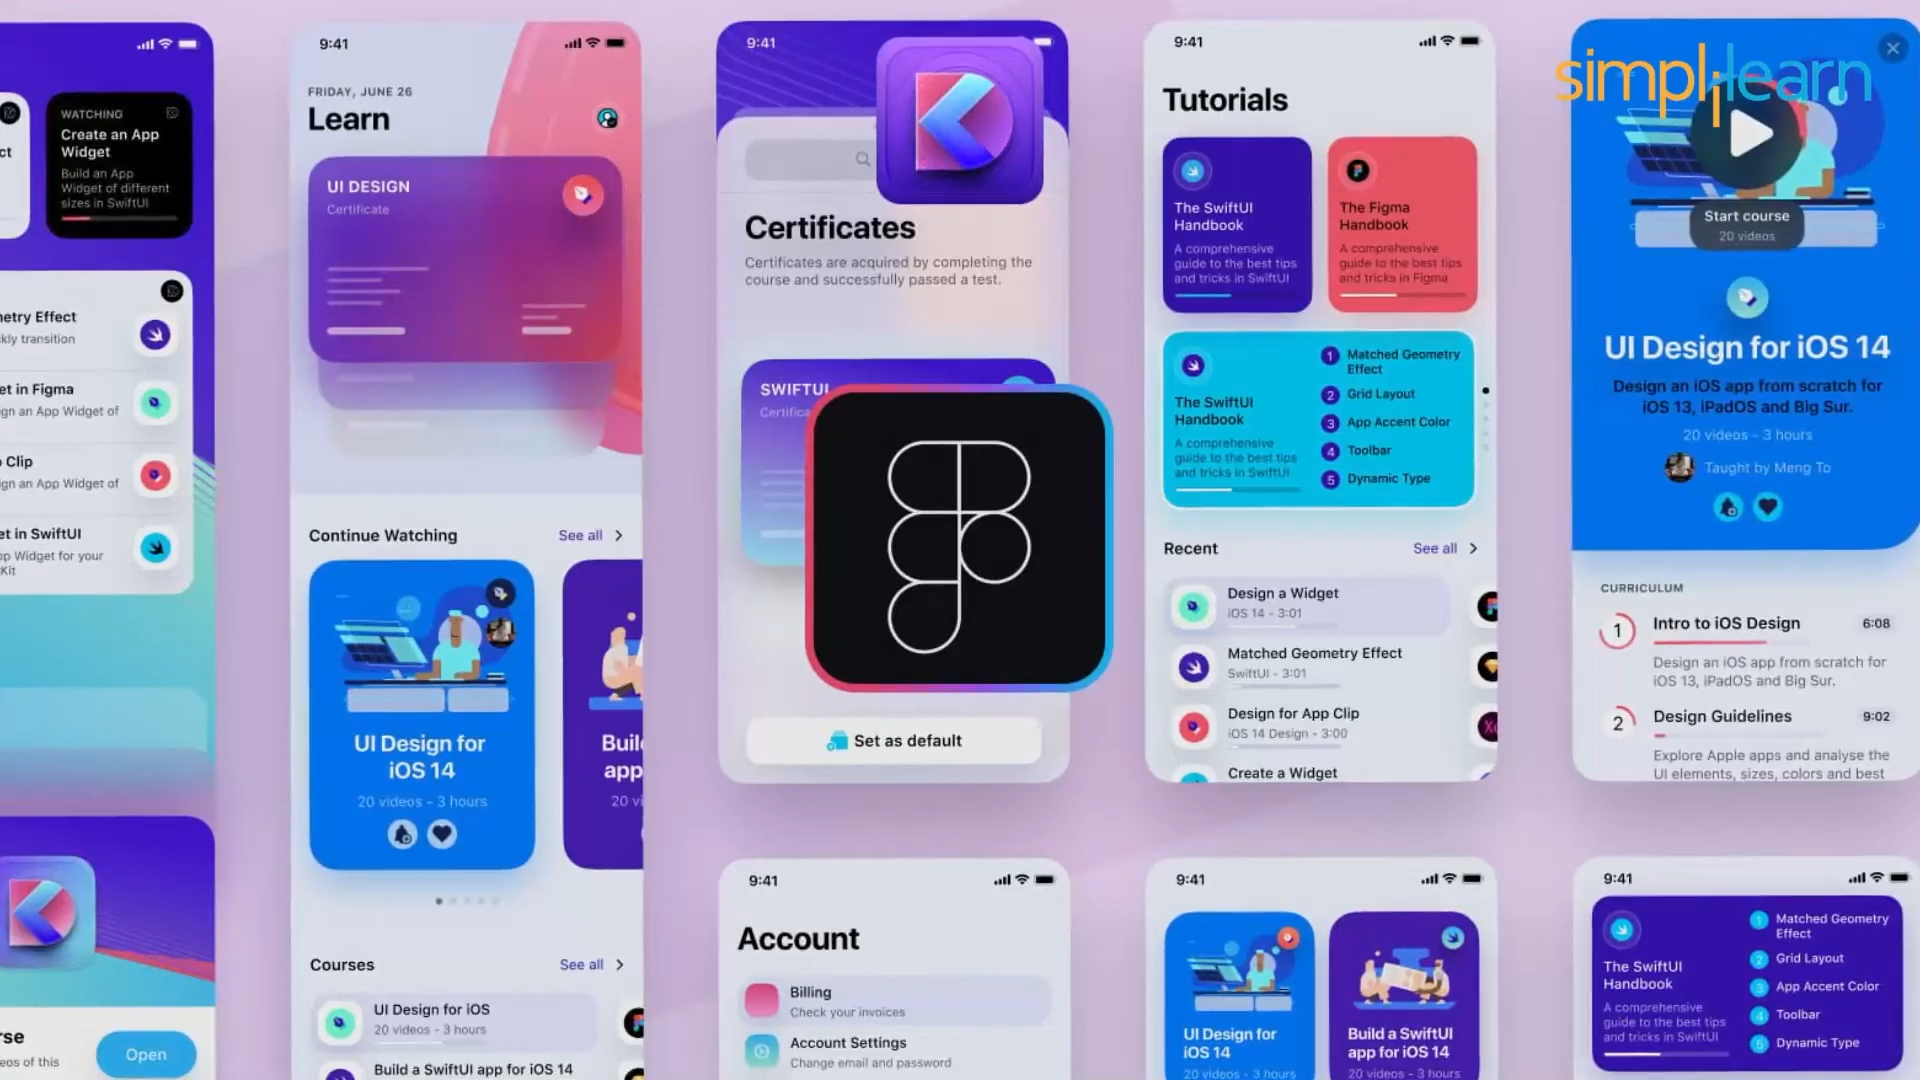 WATCHING
Create an App
Widget
Build an App
Widget of different
sizes in SwiftUI
etry Effect
kly transition
et in Figma
gn an App Widget of
Clip
gn an App Widget of
et in SwiftUI
pp Widget for your
Kit
rse
eos of this
Open
9:41
FRIDAY, JUNE 26
Learn
UI DESIGN
Certificate
Continue Watching
See all
UI Design for
iOS 14
20 videos - 3 hours
Buil
app
20 vi
Courses
See all
UI Design for iOS
20 videos - 3 hours
Build a SwiftUI app for iOS 14
9:41
Certificates
Certificates are acquired by completing the
course and successfully passed a test.
SWIFTUI
Certifica
Set as default
9:41
Account
Billing
Check your invoices
Account Settings
Change email and password
9:41
Tutorials
The SwiftUI
Handbook
A comprehensive
guide to the best tips
and tricks in SwiftUI
The Figma
Handbook
A comprehensive
guide to the best tips
and tricks in Figma
The SwiftUI
Handbook
A comprehensive
guide to the best tips
and tricks in SwiftUI
1 Matched Geometry
Effect
2 Grid Layout
3 App Accent Color
4 Toolbar
5 Dynamic Type
Recent
See all
Design a Widget
iOS 14 - 3:01
Matched Geometry Effect
SwiftUI - 3:01
Design for App Clip
iOS 14 Design - 3:00
Create a Widget
9:41
UI Design for
iOS 14
20 videos - 3 hours
Build a SwiftUI
app for iOS 14
20 videos - 3 hours
simplilearn
Start course
20 videos
UI Design for iOS 14
Design an iOS app from scratch for
iOS 13, iPadOS and Big Sur.
20 videos - 3 hours
Taught by Meng To
CURRICULUM
1 Intro to iOS Design 6:08
Design an iOS app from scratch for
iOS 13, iPadOS and Big Sur.
2 Design Guidelines 9:02
Explore Apple apps and analyse the
UI elements, sizes, colors and best
9:41
The SwiftUI
Handbook
A comprehensive
guide to the best tips
and tricks in SwiftUI
1 Matched Geometry
Effect
2 Grid Layout
3 App Accent Color
4 Toolbar
5 Dynamic Type